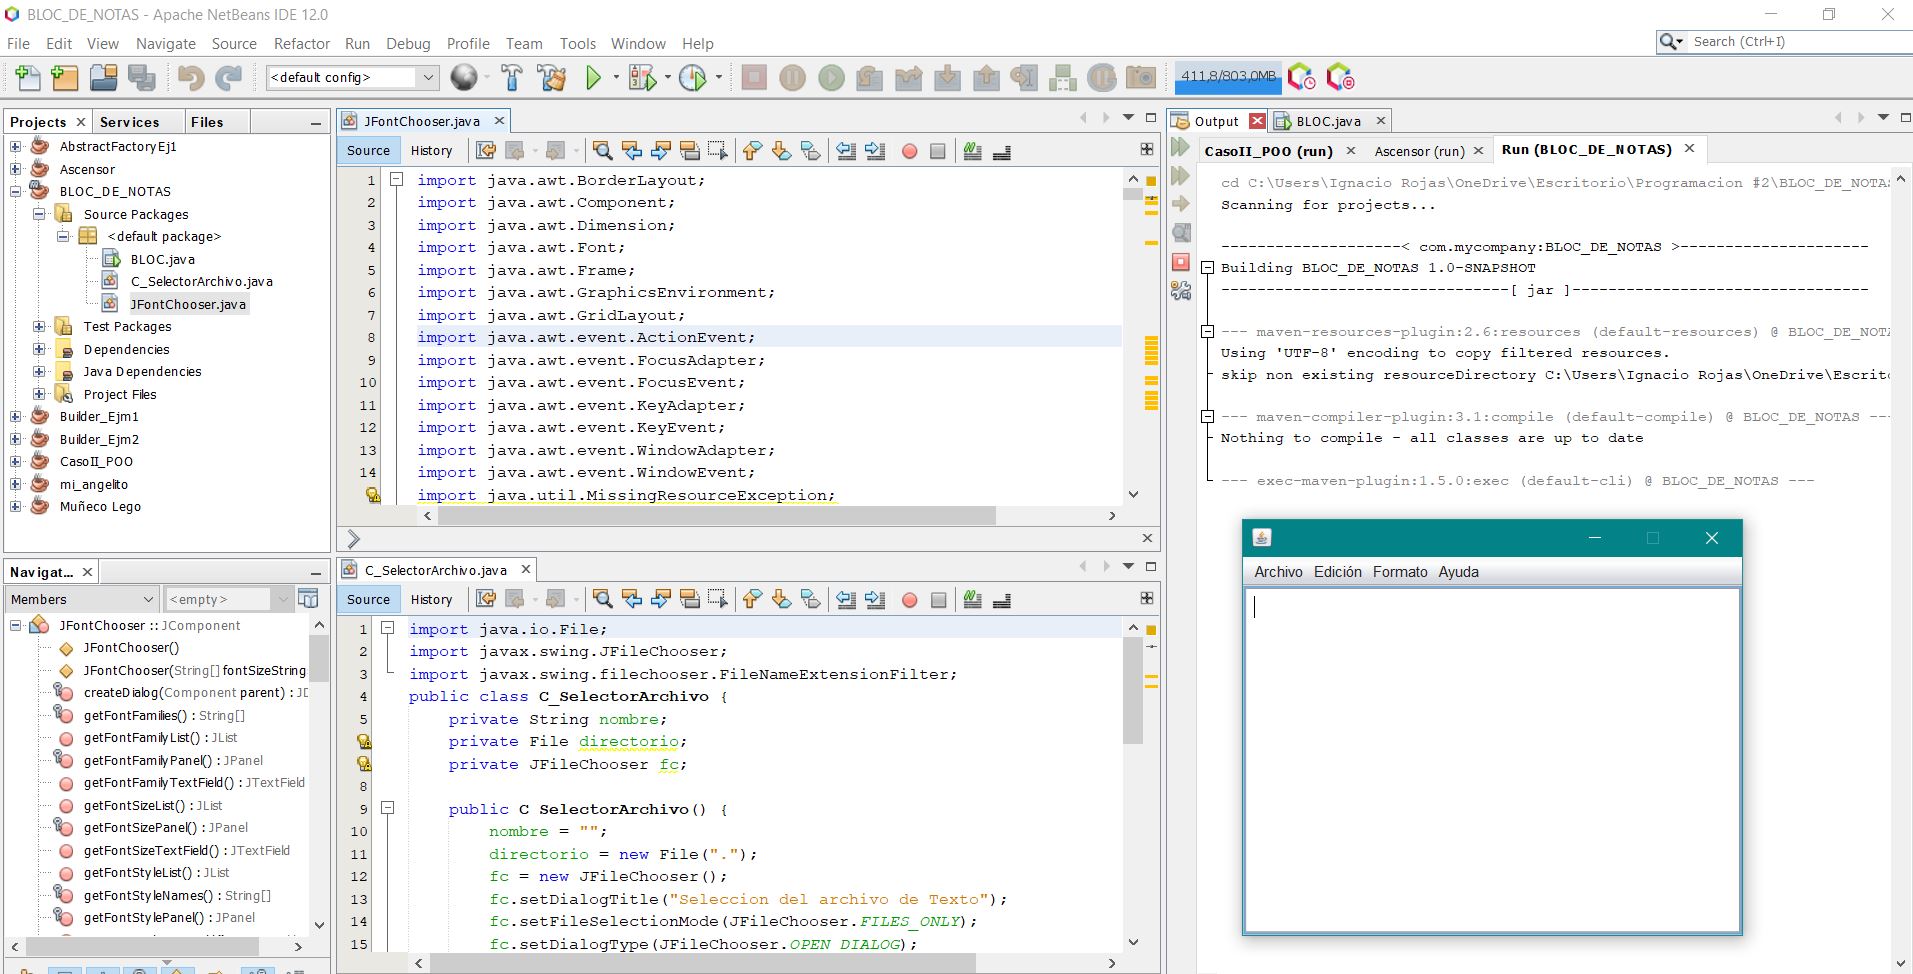 BLOC_DE_NOTAS - Apache NetBeans IDE 12.0
File Edit View Navigate Source Refactor Run Debug Profile Team Tools Window Help
Search (Ctrl+I)
<default config>
411,8/803,0MB
Projects Services Files
AbstractFactoryEj1
Ascensor
BLOC_DE_NOTAS
Source Packages
<default package>
BLOC.java
C_SelectorArchivo.java
JFontChooser.java
Test Packages
Dependencies
Java Dependencies
Project Files
Builder_Ejm1
Builder_Ejm2
CasoII_POO
mi_angelito
Muñeco Lego
Navigat...
Members
<empty>
JFontChooser :: JComponent
JFontChooser()
JFontChooser(String[] fontSizeString
createDialog(Component parent) : JD
getFontFamilies() : String[]
getFontFamilyList() : JList
getFontFamilyPanel() : JPanel
getFontFamilyTextField() : JTextField
getFontSizeList() : JList
getFontSizePanel() : JPanel
getFontSizeTextField() : JTextField
getFontStyleList() : JList
getFontStyleNames() : String[]
getFontStylePanel() : JPanel
JFontChooser.java
Source History
1 import java.awt.BorderLayout;
2 import java.awt.Component;
3 import java.awt.Dimension;
4 import java.awt.Font;
5 import java.awt.Frame;
6 import java.awt.GraphicsEnvironment;
7 import java.awt.GridLayout;
8 import java.awt.event.ActionEvent;
9 import java.awt.event.FocusAdapter;
10 import java.awt.event.FocusEvent;
11 import java.awt.event.KeyAdapter;
12 import java.awt.event.KeyEvent;
13 import java.awt.event.WindowAdapter;
14 import java.awt.event.WindowEvent;
import java.util.MissingResourceException;
C_SelectorArchivo.java
Source History
1 import java.io.File;
2 import javax.swing.JFileChooser;
3 import javax.swing.filechooser.FileNameExtensionFilter;
4 public class C_SelectorArchivo {
5 private String nombre;
private File directorio;
private JFileChooser fc;
8
9 public C_SelectorArchivo() {
10 nombre = "";
11 directorio = new File(".");
12 fc = new JFileChooser();
13 fc.setDialogTitle("Seleccion del archivo de Texto");
14 fc.setFileSelectionMode(JFileChooser.FILES_ONLY);
15 fc.setDialogType(JFileChooser.OPEN_DIALOG);
Output BLOC.java
CasoII_POO (run) Ascensor (run) Run (BLOC_DE_NOTAS)
cd C:\Users\Ignacio Rojas\OneDrive\Escritorio\Programacion #2\BLOC_DE_NOTAS
Scanning for projects...
--------------------< com.mycompany:BLOC_DE_NOTAS >---------------------
Building BLOC_DE_NOTAS 1.0-SNAPSHOT
--------------------------------[ jar ]---------------------------------
--- maven-resources-plugin:2.6:resources (default-resources) @ BLOC_DE_NOTA
Using 'UTF-8' encoding to copy filtered resources.
skip non existing resourceDirectory C:\Users\Ignacio Rojas\OneDrive\Escrito
--- maven-compiler-plugin:3.1:compile (default-compile) @ BLOC_DE_NOTAS ---
Nothing to compile - all classes are up to date
--- exec-maven-plugin:1.5.0:exec (default-cli) @ BLOC_DE_NOTAS ---
Archivo Edición Formato Ayuda